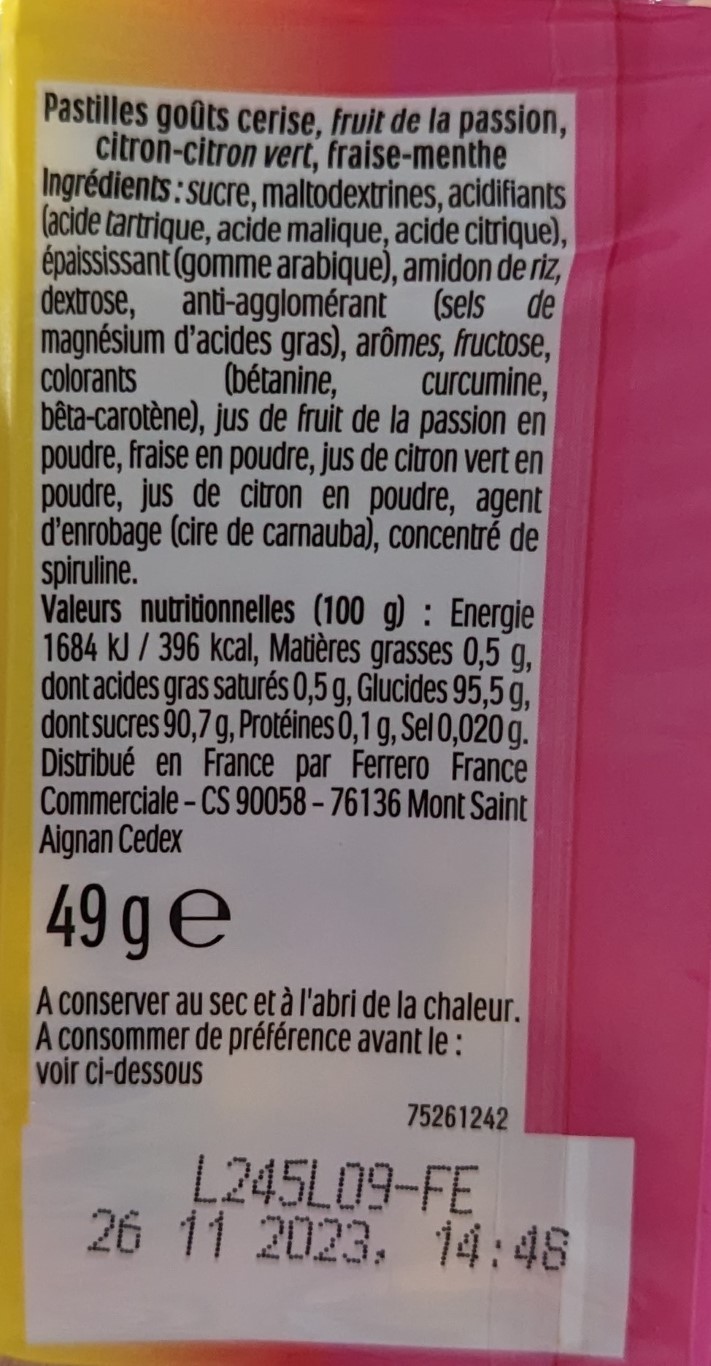 Pastilles goûts cerise, fruit de la passion,
citron-citron vert, fraise-menthe
Ingrédients : sucre, maltodextrines, acidifiants
(acide tartrique, acide malique, acide citrique),
épaississant (gomme arabique), amidon de riz,
dextrose, anti-agglomérant (sels de
magnésium d'acides gras), arômes, fructose,
colorants (bétanine, curcumine,
bêta-carotène), jus de fruit de la passion en
poudre, fraise en poudre, jus de citron vert en
poudre, jus de citron en poudre, agent
d'enrobage (cire de carnauba), concentré de
spiruline.
Valeurs nutritionnelles (100 g) : Energie
1684 kJ / 396 kcal, Matières grasses 0,5 g,
dont acides gras saturés 0,5 g, Glucides 95,5 g,
dont sucres 90,7 g, Protéines 0,1 g, Sel 0,020 g.
Distribué en France par Ferrero France
Commerciale - CS 90058 - 76136 Mont Saint
Aignan Cedex
49 g e
A conserver au sec et à l'abri de la chaleur.
A consommer de préférence avant le :
voir ci-dessous
75261242
L245L09-FE
26 11 2023, 14:48